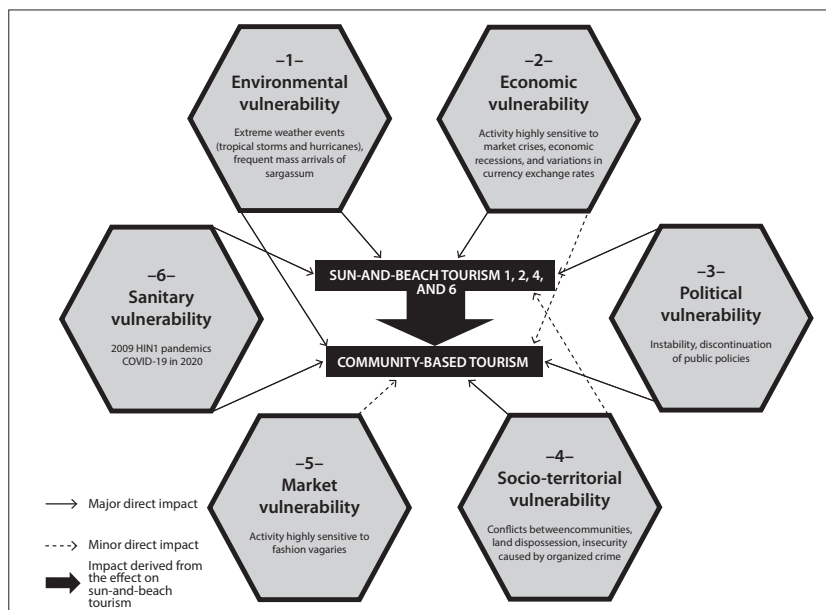 –1–
Environmental
vulnerability
Extreme weather events
(tropical storms and hurricanes),
frequent mass arrivals of
sargassum
–2–
Economic
vulnerability
Activity highly sensitive to
market crises, economic
recessions, and variations in
currency exchange rates
–6–
Sanitary
vulnerability
2009 HIN1 pandemics
COVID-19 in 2020
SUN-AND-BEACH TOURISM 1, 2, 4,
AND 6
COMMUNITY-BASED TOURISM
–3–
Political
vulnerability
Instability, discontinuation
of public policies
–5–
Market
vulnerability
Activity highly sensitive to
fashion vagaries
–4–
Socio-territorial
vulnerability
Conflicts betweencommunities,
land dispossession, insecurity
caused by organized crime
Major direct impact
Minor direct impact
Impact derived from
the effect on
sun-and-beach
tourism